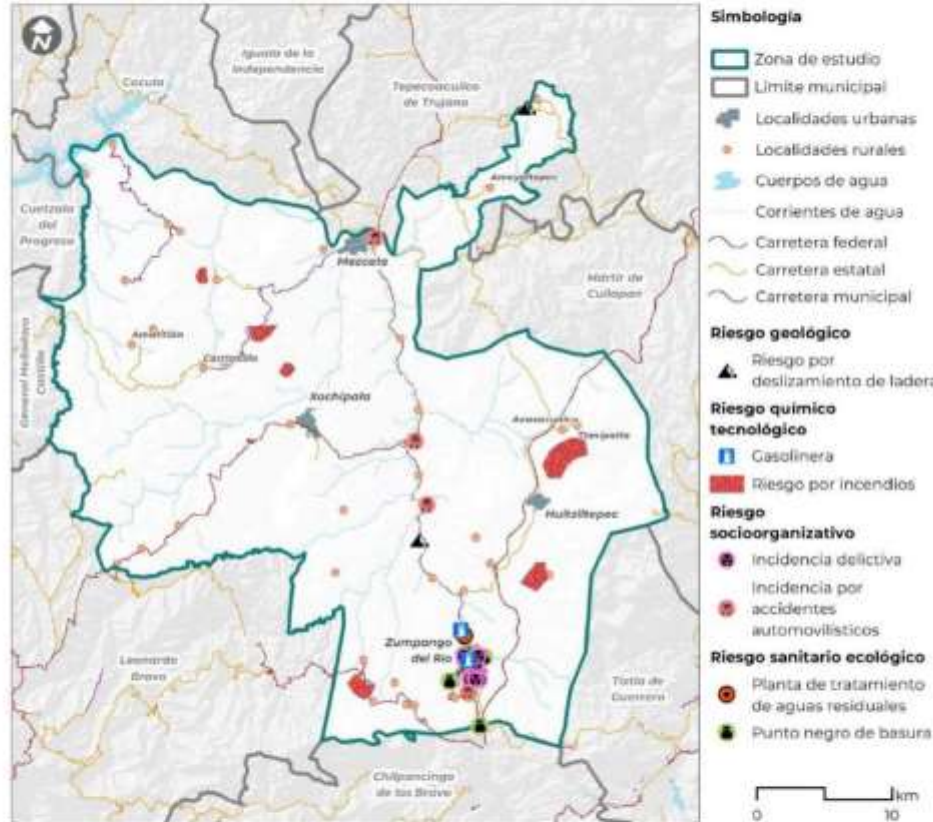 N
Iguala de la
Independencia
Cocula
Tepecoacuilco
de Trujano
Cuetzala
del
Progreso
Mezcala
Mártir de
Cuilapan
Amatitlán
Carrizalillo
General Heliodoro
Castillo
Xochipala
Huitziltepec
Zumpango
del Río
Leonardo
Bravo
Tixtla de
Guerrero
Chilpancingo
de los Bravo
Simbología
Zona de estudio
Límite municipal
Localidades urbanas
Localidades rurales
Cuerpos de agua
Corrientes de agua
Carretera federal
Carretera estatal
Carretera municipal
Riesgo geológico
Riesgo por
deslizamiento de ladera
Riesgo químico
tecnológico
Gasolinera
Riesgo por incendios
Riesgo
socioorganizativo
Incidencia delictiva
Incidencia por
accidentes
automovilísticos
Riesgo sanitario ecológico
Planta de tratamiento
de aguas residuales
Punto negro de basura
km
0 10